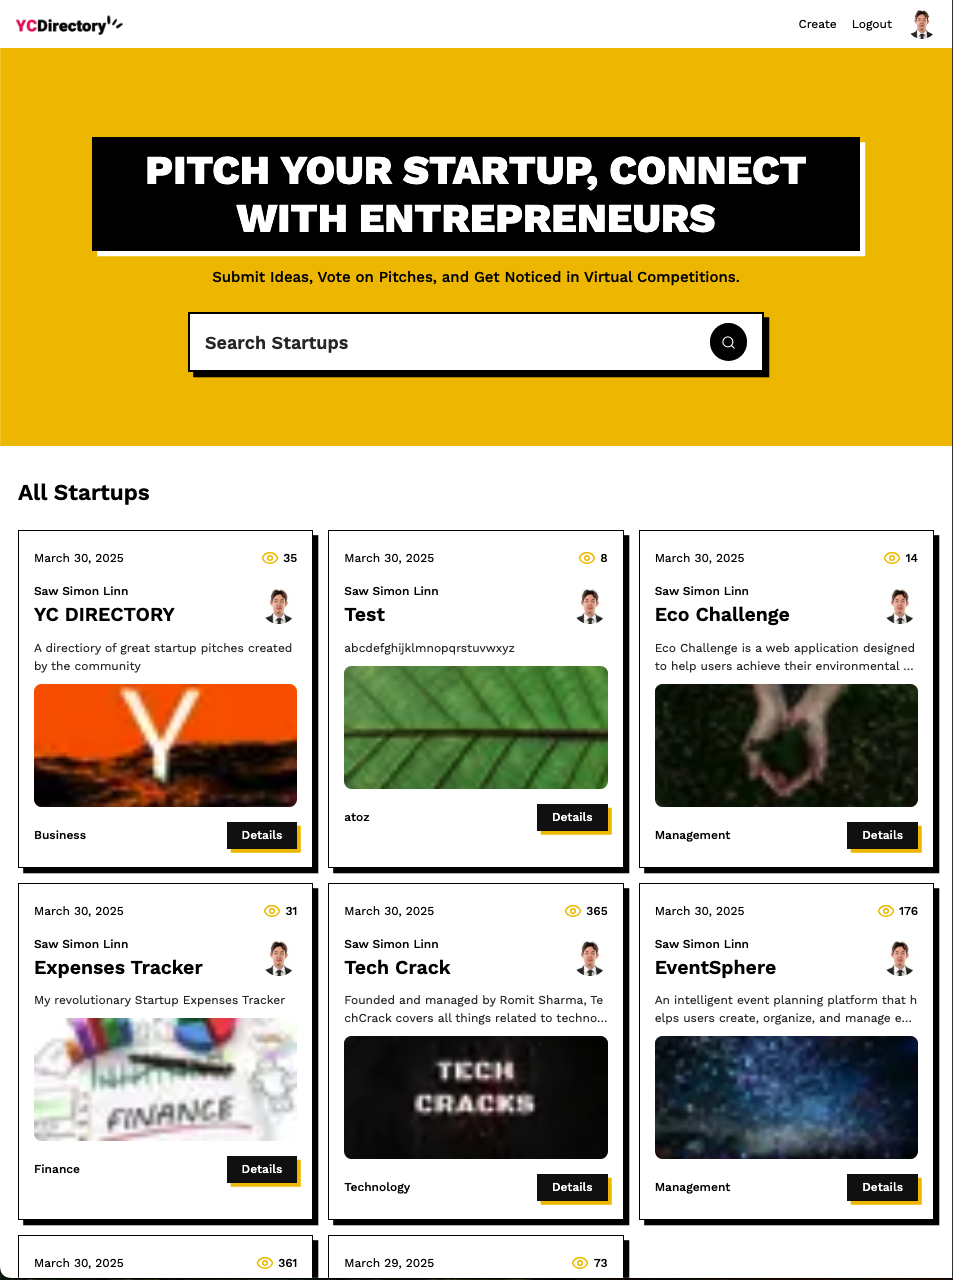 YCDirectory
Create Logout
PITCH YOUR STARTUP, CONNECT
WITH ENTREPRENEURS
Submit Ideas, Vote on Pitches, and Get Noticed in Virtual Competitions.
Search Startups
All Startups
March 30, 2025 35
Saw Simon Linn
YC DIRECTORY
A directiory of great startup pitches created
by the community
Y
Business Details
March 30, 2025 8
Saw Simon Linn
Test
abcdefghijklmnopqrstuvwxyz
atoz Details
March 30, 2025 14
Saw Simon Linn
Eco Challenge
Eco Challenge is a web application designed
to help users achieve their environmental ...
Management Details
March 30, 2025 31
Saw Simon Linn
Expenses Tracker
My revolutionary Startup Expenses Tracker
FINANCE
Finance Details
March 30, 2025 365
Saw Simon Linn
Tech Crack
Founded and managed by Romit Sharma, Te
chCrack covers all things related to techno...
TECH
CRACKS
Technology Details
March 30, 2025 176
Saw Simon Linn
EventSphere
An intelligent event planning platform that h
elps users create, organize, and manage e...
Management Details
March 30, 2025 361
March 29, 2025 73